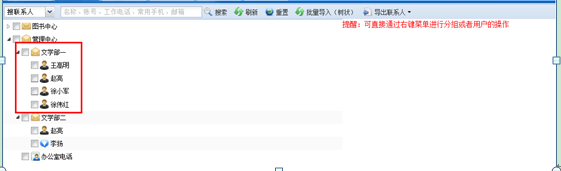 搜联系人 名称、账号、工作电话、常用手机、邮箱 搜索 刷新 重置 批量导入（树状） 导出联系人
提醒：可直接通过右键菜单进行分组或者用户的操作
图书中心
管理中心
文学部一
王嘉明
赵亮
徐小军
徐伟红
文学部二
赵亮
李扬
办公室电话